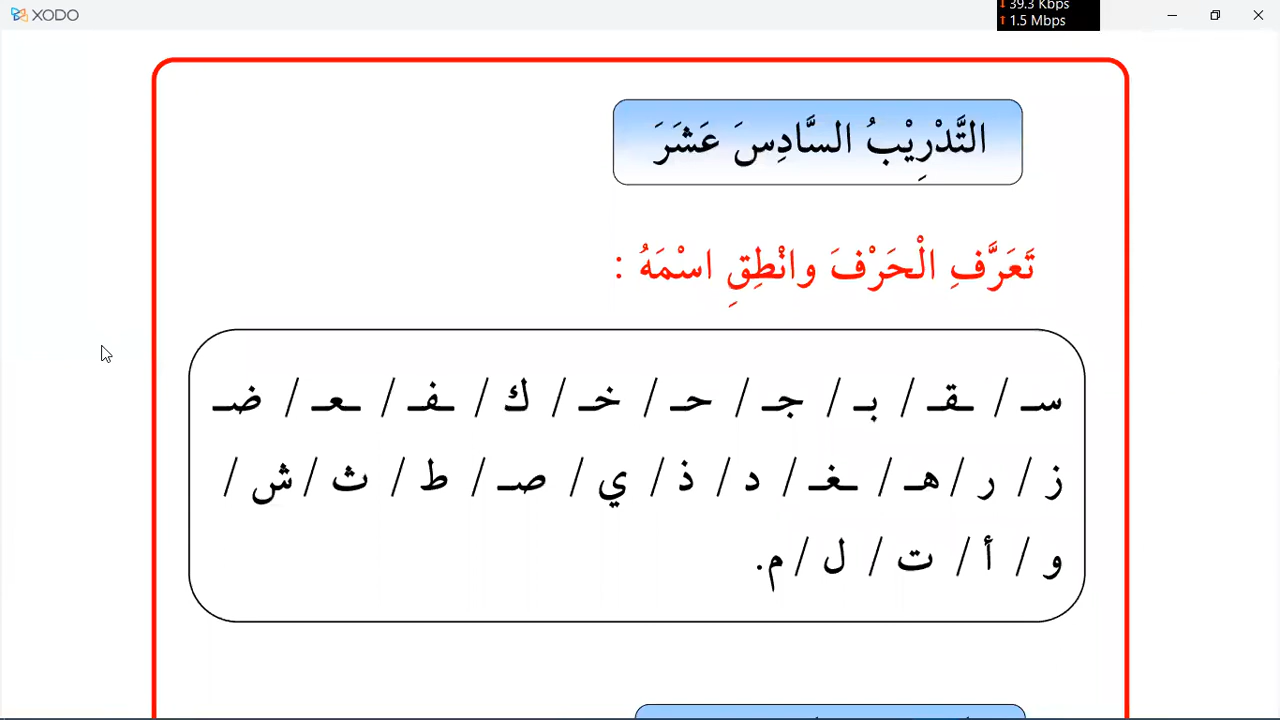 XODO
39.3 Kbps
1.5 Mbps
التَّدْرِيْبُ السَّادِسَ عَشَرَ
تَعَرَّفِ الْحَرْفَ وانْطِقِ اسْمَهُ :
سـ / ـقـ / بـ / جـ / حـ / خـ / ك / ـفـ / ـعـ / ضـ
ز / ر / هـ / ـغـ / د / ذ / ي / صـ / ط / ث / ش /
و / أ / ت / ل / م.